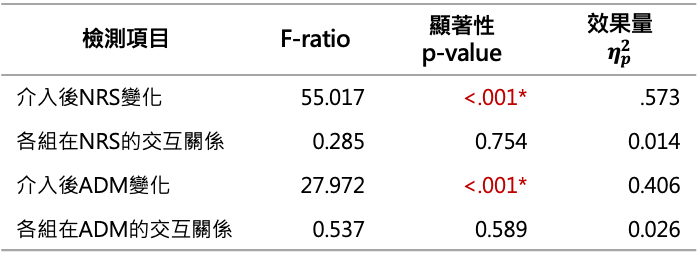 檢測項目 F-ratio 顯著性 p-value 效果量 η_p^2
介入後NRS變化 55.017 <.001* .573
各組在NRS的交互關係 0.285 0.754 0.014
介入後ADM變化 27.972 <.001* 0.406
各組在ADM的交互關係 0.537 0.589 0.026